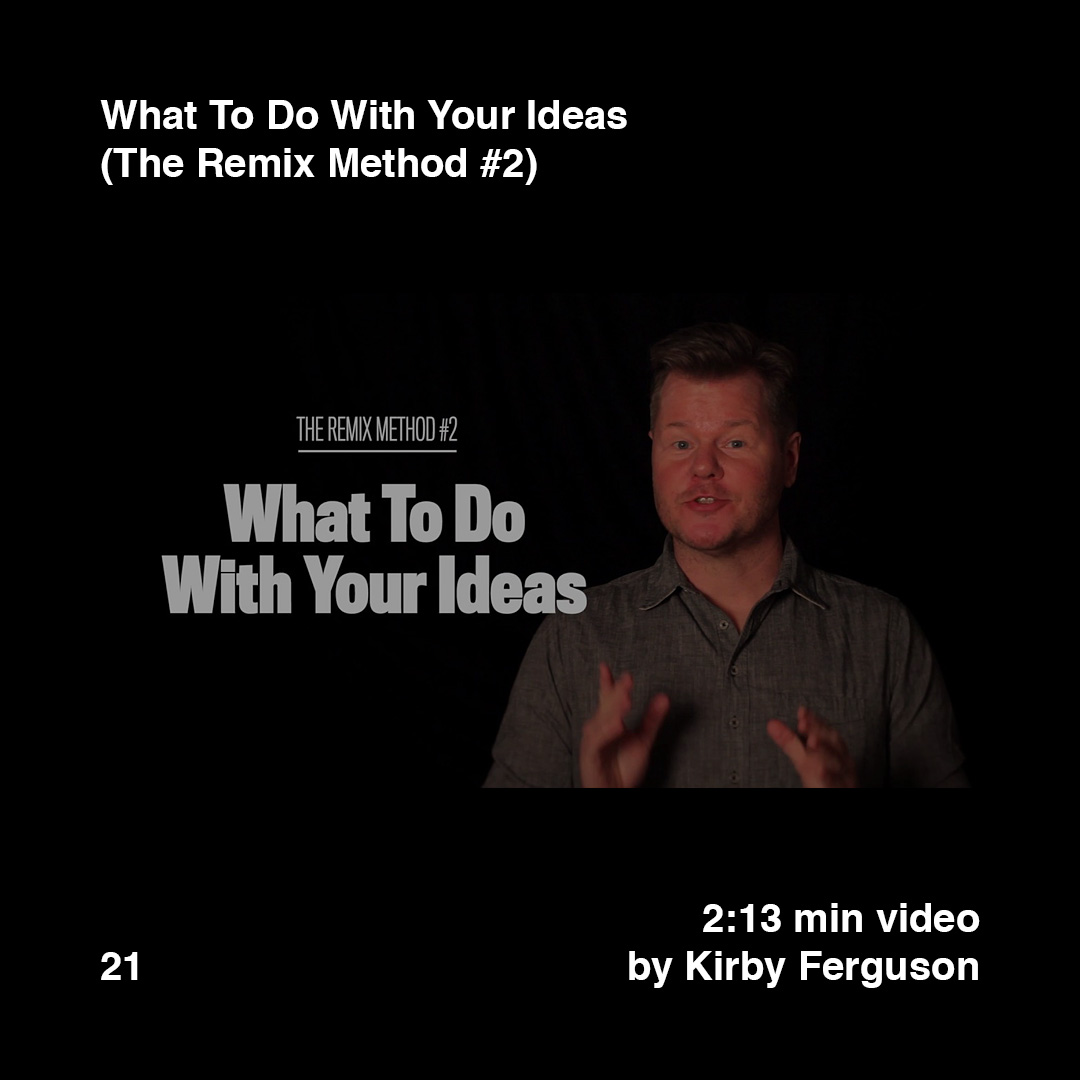 What To Do With Your Ideas
(The Remix Method #2)
THE REMIX METHOD #2
What To Do
With Your Ideas
2:13 min video
by Kirby Ferguson
21